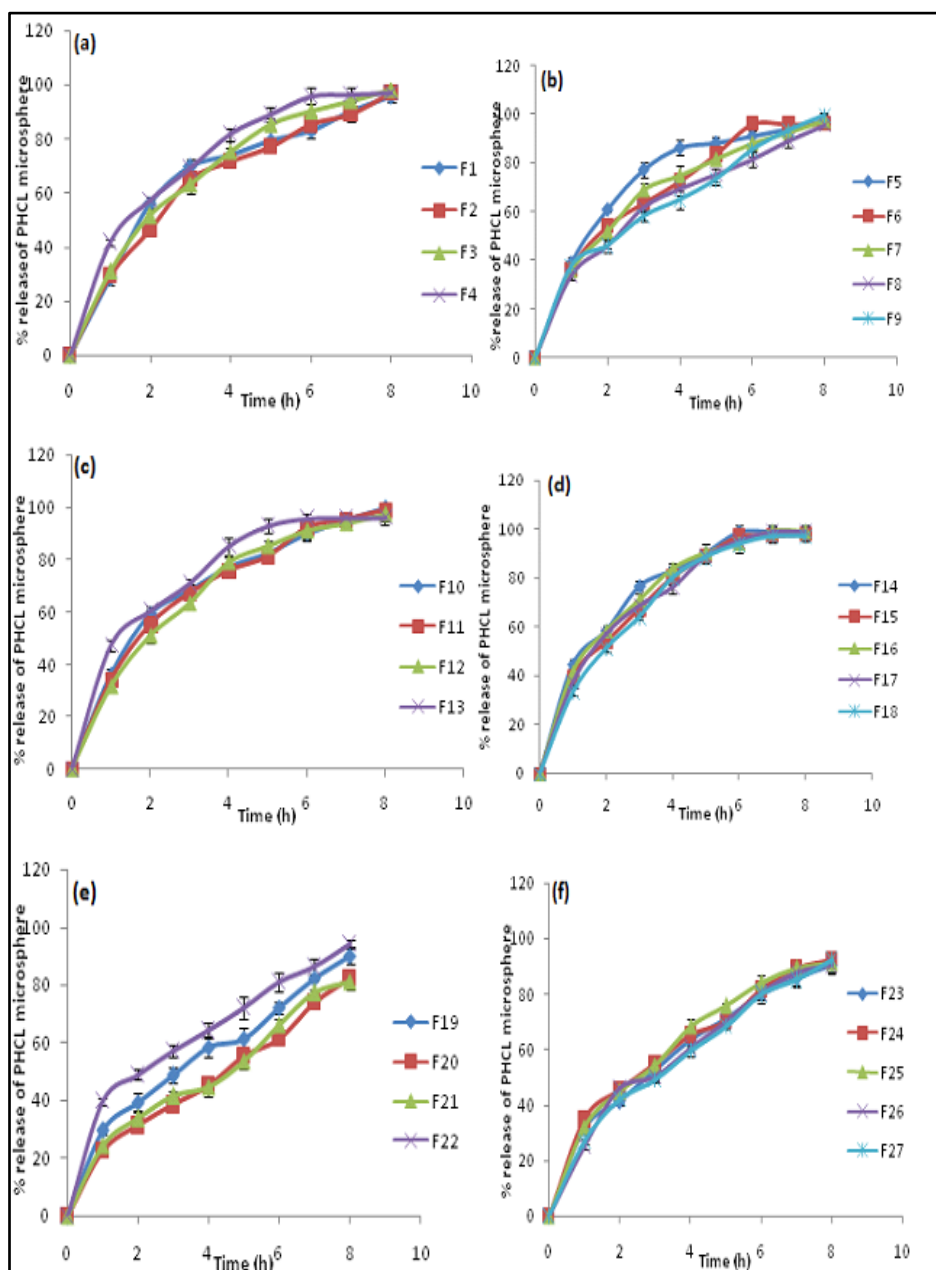 (a)
% release of PHCL microsphere
120
100
80
60
40
20
0
0 2 4 6 8 10
Time (h)
F1
F2
F3
F4
(b)
% release of PHCL microsphere
120
100
80
60
40
20
0
0 2 4 6 8 10
Time (h)
F5
F6
F7
F8
F9
(c)
% release of PHCL microsphere
120
100
80
60
40
20
0
0 2 4 6 8 10
Time (h)
F10
F11
F12
F13
(d)
% release of PHCL microsphere
120
100
80
60
40
20
0
0 2 4 6 8 10
Time (h)
F14
F15
F16
F17
F18
(e)
% release of PHCL microsphere
120
100
80
60
40
20
0
0 2 4 6 8 10
Time (h)
F19
F20
F21
F22
(f)
% release of PHCL microsphere
120
100
80
60
40
20
0
0 2 4 6 8 10
Time (h)
F23
F24
F25
F26
F27